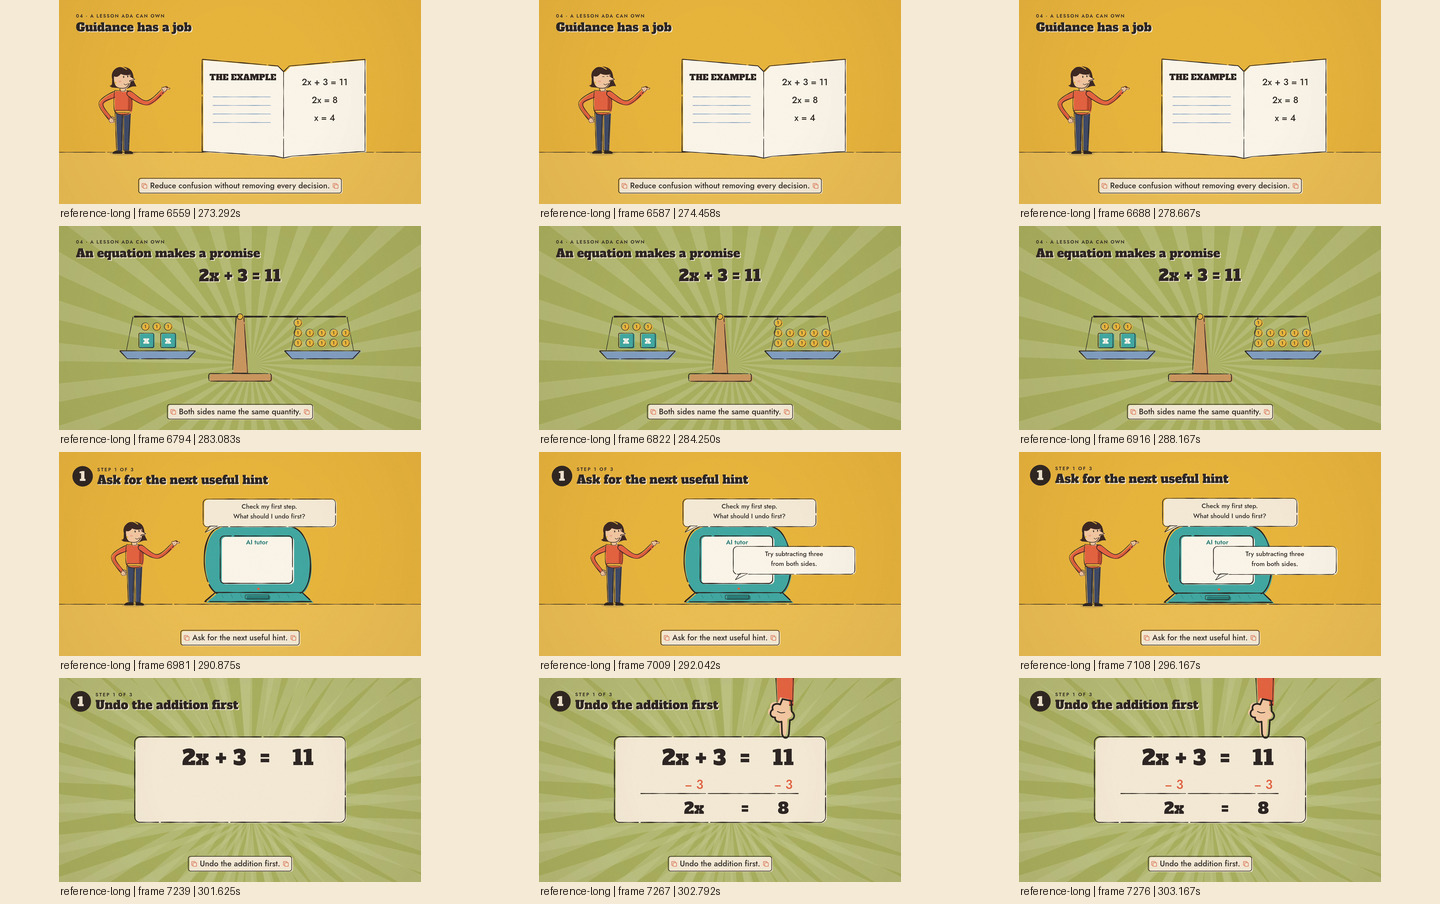 04 · A LESSON ADA CAN OWN
Guidance has a job
THE EXAMPLE
2x + 3 = 11
2x = 8
x = 4
Reduce confusion without removing every decision.
reference-long | frame 6559 | 273.292s
04 · A LESSON ADA CAN OWN
Guidance has a job
THE EXAMPLE
2x + 3 = 11
2x = 8
x = 4
Reduce confusion without removing every decision.
reference-long | frame 6587 | 274.458s
04 · A LESSON ADA CAN OWN
Guidance has a job
THE EXAMPLE
2x + 3 = 11
2x = 8
x = 4
Reduce confusion without removing every decision.
reference-long | frame 6688 | 278.667s
04 · A LESSON ADA CAN OWN
An equation makes a promise
2x + 3 = 11
x x
Both sides name the same quantity.
reference-long | frame 6794 | 283.083s
04 · A LESSON ADA CAN OWN
An equation makes a promise
2x + 3 = 11
x x
Both sides name the same quantity.
reference-long | frame 6822 | 284.250s
04 · A LESSON ADA CAN OWN
An equation makes a promise
2x + 3 = 11
x x
Both sides name the same quantity.
reference-long | frame 6916 | 288.167s
1
STEP 1 OF 3
Ask for the next useful hint
Check my first step.
What should I undo first?
AI tutor
Ask for the next useful hint.
reference-long | frame 6981 | 290.875s
1
STEP 1 OF 3
Ask for the next useful hint
Check my first step.
What should I undo first?
AI tutor
Try subtracting three
from both sides.
Ask for the next useful hint.
reference-long | frame 7009 | 292.042s
1
STEP 1 OF 3
Ask for the next useful hint
Check my first step.
What should I undo first?
AI tutor
Try subtracting three
from both sides.
Ask for the next useful hint.
reference-long | frame 7108 | 296.167s
1
STEP 1 OF 3
Undo the addition first
2x + 3 = 11
Undo the addition first.
reference-long | frame 7239 | 301.625s
1
STEP 1 OF 3
Undo the addition first
2x + 3 = 11
– 3 – 3
2x = 8
Undo the addition first.
reference-long | frame 7267 | 302.792s
1
STEP 1 OF 3
Undo the addition first
2x + 3 = 11
– 3 – 3
2x = 8
Undo the addition first.
reference-long | frame 7276 | 303.167s